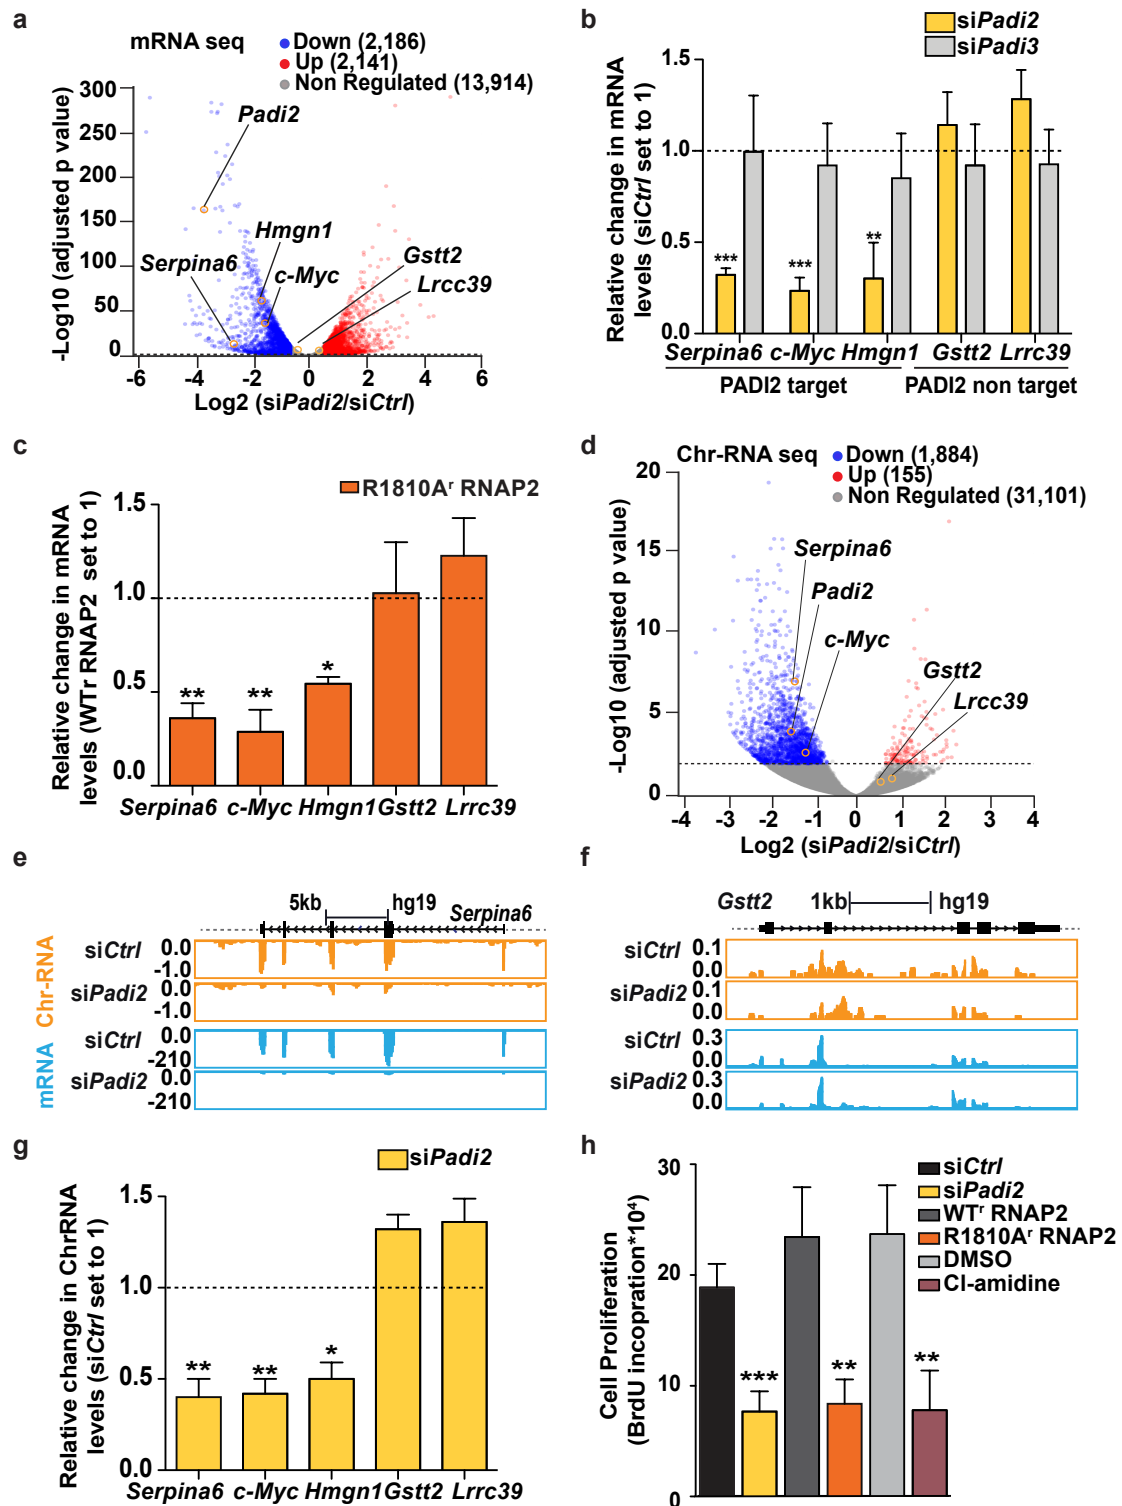 a
mRNA seq
Down (2,186)
Up (2,141)
Non Regulated (13,914)
-Log10 (adjusted p value)
300
250
200
150
100
50
0
Padi2
Hmgn1
Serpina6
c-Myc
Gstt2
Lrcc39
-6 -4 -2 0 2 4 6
Log2 (siPadi2/siCtrl)
b
siPadi2
siPadi3
Relative change in mRNA
levels (siCtrl set to 1)
1.5
1.0
0.5
0.0
*** *** **
Serpina6 c-Myc Hmgn1 Gstt2 Lrrc39
PADI2 target PADI2 non target
c
R1810Ar RNAP2
Relative change in mRNA
levels (WTr RNAP2 set to 1)
1.5
1.0
0.5
0.0
** ** *
Serpina6 c-Myc Hmgn1 Gstt2 Lrrc39
d
Chr-RNA seq
Down (1,884)
Up (155)
Non Regulated (31,101)
-Log10 (adjusted p value)
20
15
10
5
0
Serpina6
Padi2
c-Myc
Gstt2
Lrcc39
-4 -3 -2 -1 0 1 2 3 4
Log2 (siPadi2/siCtrl)
e
5kb hg19
Serpina6
Chr-RNA
siCtrl 0.0
-1.0
siPadi2 0.0
-1.0
mRNA
siCtrl 0.0
-210
siPadi2 0.0
-210
f
Gstt2 1kb hg19
siCtrl 0.1
0.0
siPadi2 0.1
0.0
siCtrl 0.3
0.0
siPadi2 0.3
0.0
g
siPadi2
Relative change in ChrRNA
levels (siCtrl set to 1)
1.5
1.0
0.5
0.0
** ** *
Serpina6 c-Myc Hmgn1 Gstt2 Lrrc39
h
siCtrl
siPadi2
WTr RNAP2
R1810Ar RNAP2
DMSO
Cl-amidine
Cell Proliferation
(BrdU incopration*10⁴)
30
20
10
0
*** ** **